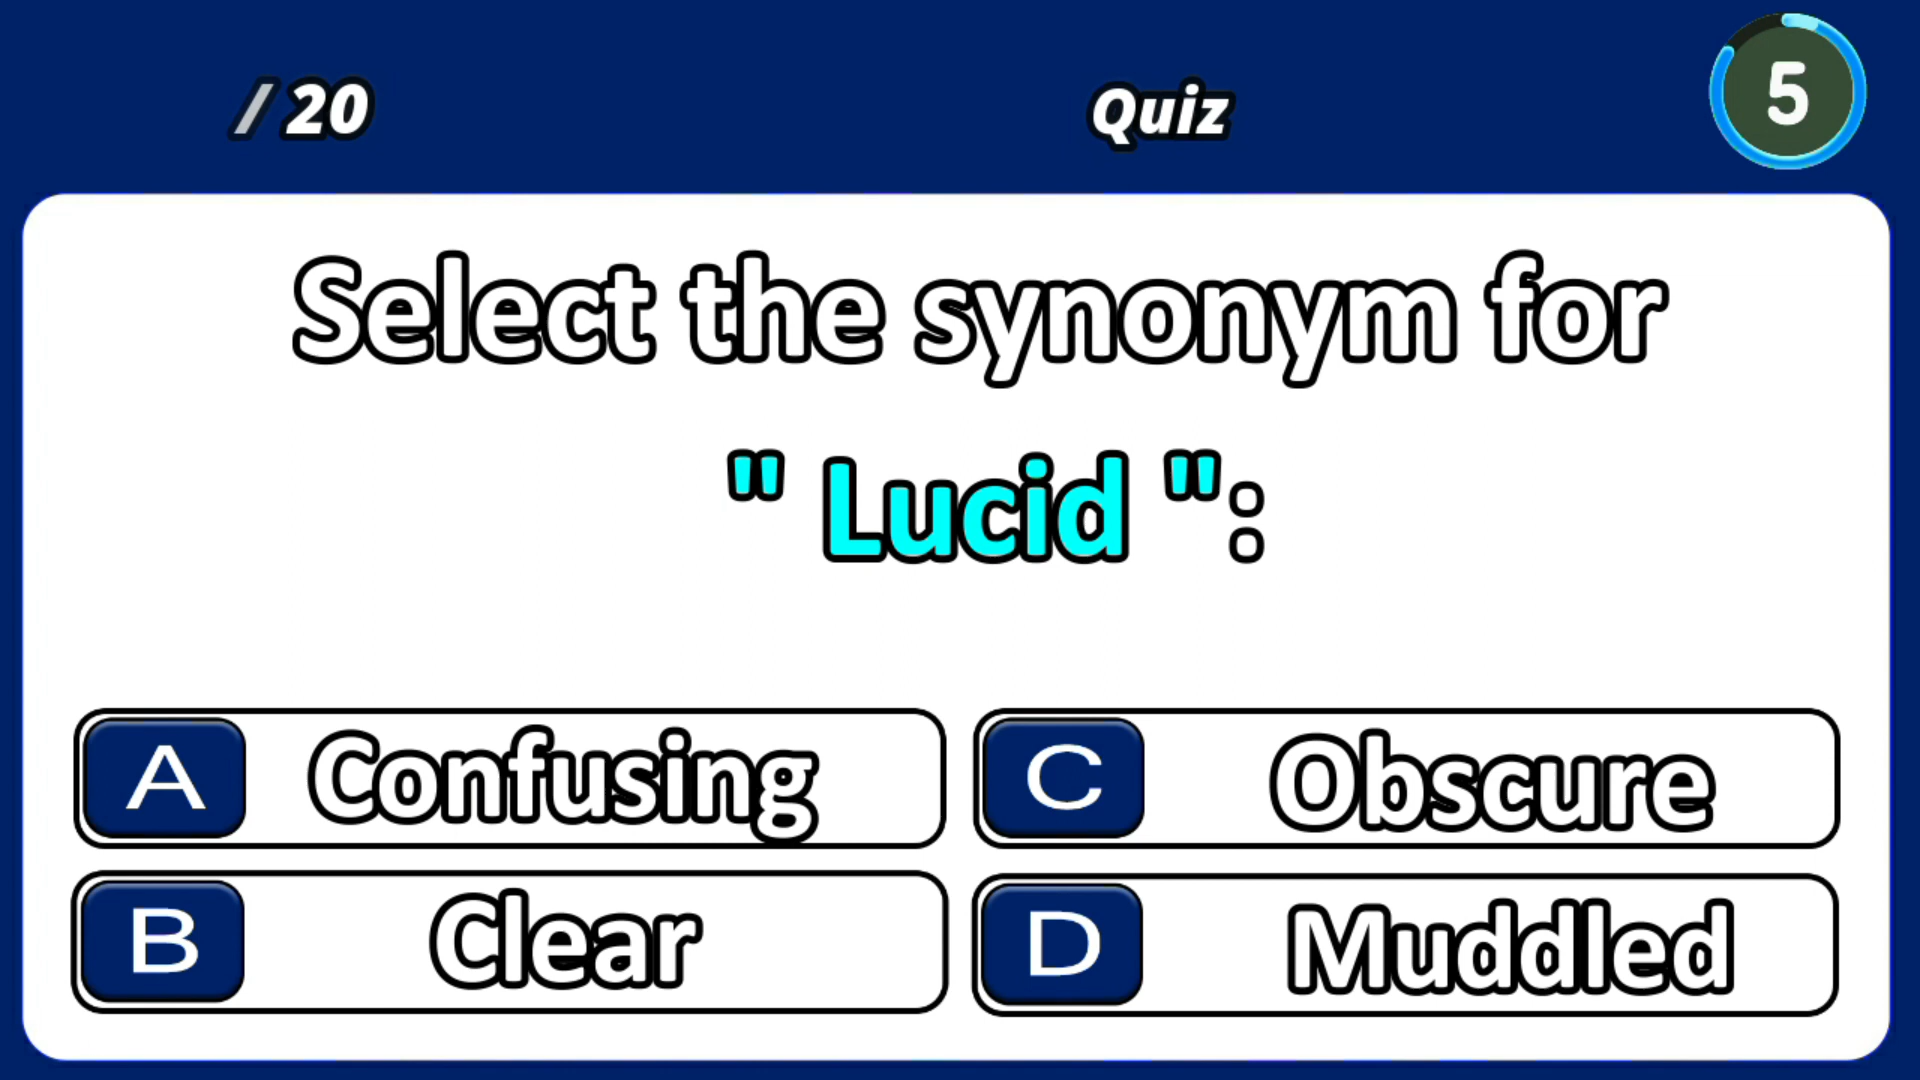 / 20
Quiz
5
Select the synonym for
" Lucid ":
A Confusing
C Obscure
B Clear
D Muddled